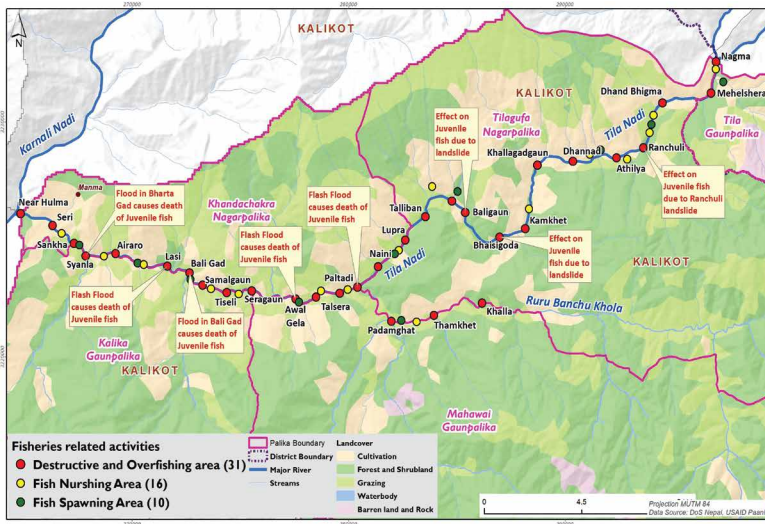 270000
280000
290000
N
KALIKOT
Nagma
Mehelshera
KALIKOT
Dhand Bhigma
Tila Nadi
Tila
Gaunpalika
Karnali Nadi
Effect on
Juvenile
fish due to
landslide
Tilagufa
Nagarpalika
Khallagadgaun
Dhannad
Ranchuli
Athilya
Effect on
Juvenile fish
due to Ranchuli
landslide
Manma
Near Hulma
Seri
Flood in Bharta
Gad causes death
of Juvenile fish
Khandachakra
Nagarpalika
Flash Flood
causes death of
Juvenile fish
Talliban
Baligaun
Kamkhet
Sankha
Syanla
Airaro
Lasi
Bali Gad
Flash Flood
causes death of
Juvenile fish
Lupra
Naini
Tila Nadi
Bhaisigoda
Effect on
Juvenile
fish due to
landslide
KALIKOT
Samalgaun
Tiseli
Seragaun
Paltadi
Awal
Gela
Talsera
Flash Flood
causes death of
Juvenile fish
Flood in Bali Gad
causes death of
Juvenile fish
Khalla
Ruru Banchu Khola
Padamghat
Thamkhet
Kalika
Gaunpalika
KALIKOT
Mahawai
Gaunpalika
Fisheries related activities
Destructive and Overfishing area (31)
Fish Nurshing Area (16)
Fish Spawning Area (10)
Palika Boundary
District Boundary
Major River
Streams
Landcover
Cultivation
Forest and Shrubland
Grazing
Waterbody
Barren land and Rock
0
4.5
Projection MUTM 84
Data Source: DoS Nepal, USAID Paani